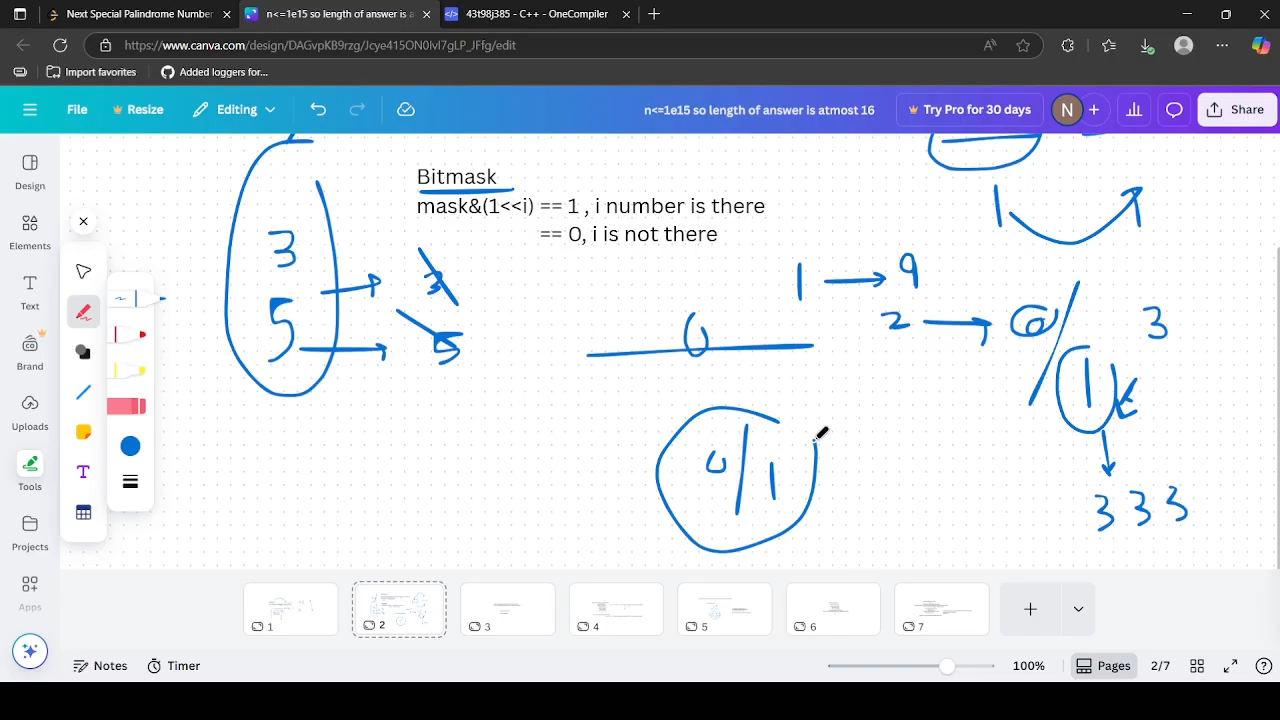 Next Special Palindrome Number
n<=1e15 so length of answer is a
43t98j385 - C++ - OneCompiler
https://www.canva.com/design/DAGvpKB9rzg/Jcye415ON0lvl7gLP_JFfg/edit
Import favorites
Added loggers for...
File
Resize
Editing
n<=1e15 so length of answer is atmost 16
Try Pro for 30 days
N
Share
Design
Elements
Text
Brand
Uploads
Tools
Projects
Apps
Bitmask
mask&(1<<i) == 1 , i number is there
== 0, i is not there
3
5
3
5
1 → 9
2 → 0 / 1
3
0
0 / 1
3 3 3
1
2
3
4
5
6
7
Notes
Timer
100%
Pages
2/7